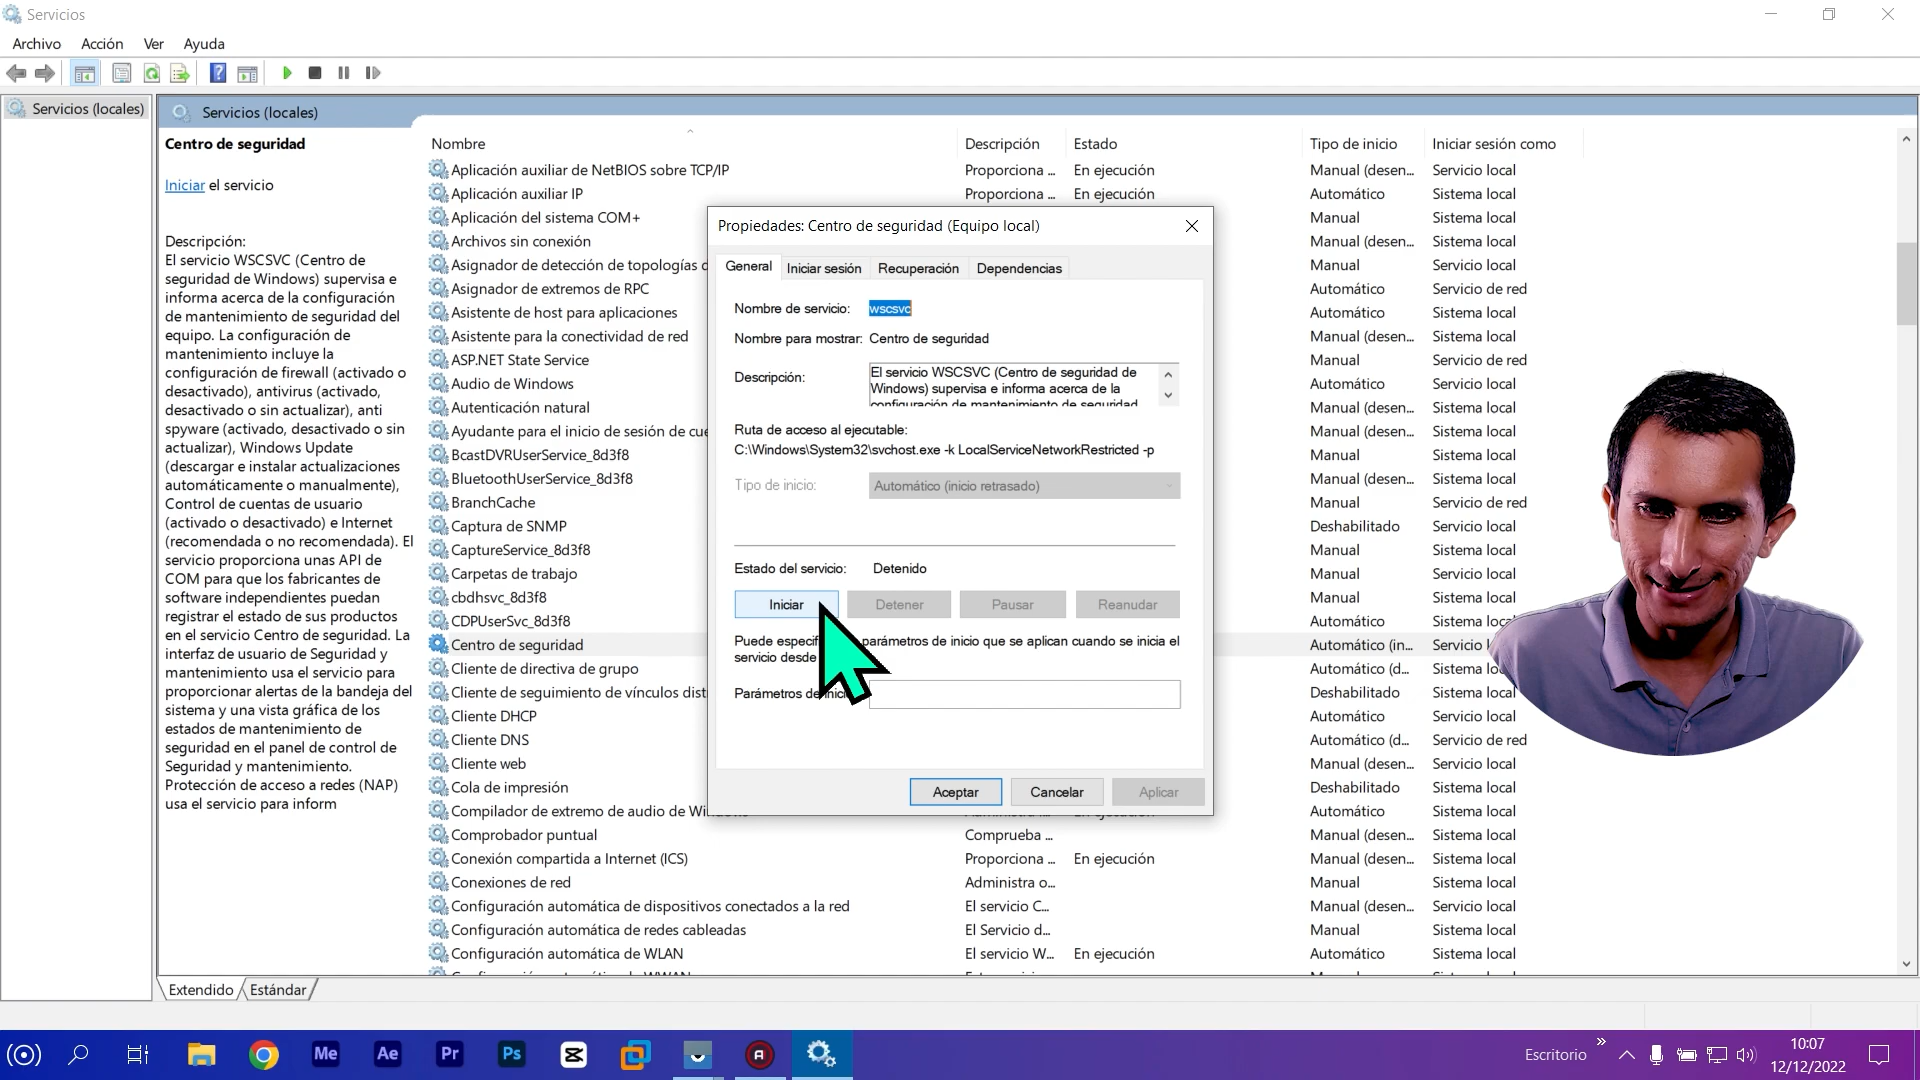 Servicios
Archivo Acción Ver Ayuda
Servicios (locales)
Servicios (locales)
Centro de seguridad
Iniciar el servicio
Descripción:
El servicio WSCSVC (Centro de
seguridad de Windows) supervisa e
informa acerca de la configuración
de mantenimiento de seguridad del
equipo. La configuración de
mantenimiento incluye la
configuración de firewall (activado o
desactivado), antivirus (activado,
desactivado o sin actualizar), anti
spyware (activado, desactivado o sin
actualizar), Windows Update
(descargar e instalar actualizaciones
automáticamente o manualmente),
Control de cuentas de usuario
(activado o desactivado) e Internet
(recomendada o no recomendada). El
servicio proporciona unas API de
COM para que los fabricantes de
software independientes puedan
registrar el estado de sus productos
en el servicio Centro de seguridad. La
interfaz de usuario de Seguridad y
mantenimiento usa el servicio para
proporcionar alertas de la bandeja del
sistema y una vista gráfica de los
estados de mantenimiento de
seguridad en el panel de control de
Seguridad y mantenimiento.
Protección de acceso a redes (NAP)
usa el servicio para inform
Nombre Descripción Estado Tipo de inicio Iniciar sesión como
Aplicación auxiliar de NetBIOS sobre TCP/IP Proporciona ... En ejecución Manual (desen... Servicio local
Aplicación auxiliar IP Proporciona ... En ejecución Automático Sistema local
Aplicación del sistema COM+ Manual Sistema local
Archivos sin conexión Manual (desen... Sistema local
Asignador de detección de topologías d Manual Servicio local
Asignador de extremos de RPC Automático Servicio de red
Asistente de host para aplicaciones Automático Sistema local
Asistente para la conectividad de red Manual (desen... Sistema local
ASP.NET State Service Manual Servicio de red
Audio de Windows Automático Servicio local
Autenticación natural Manual (desen... Sistema local
Ayudante para el inicio de sesión de cue Manual (desen... Sistema local
BcastDVRUserService_8d3f8 Manual Sistema local
BluetoothUserService_8d3f8 Manual (desen... Sistema local
BranchCache Manual Servicio de red
Captura de SNMP Deshabilitado Servicio local
CaptureService_8d3f8 Manual Sistema local
Carpetas de trabajo Manual Servicio local
cbdhsvc_8d3f8 Manual Sistema local
CDPUserSvc_8d3f8 Automático Sistema local
Centro de seguridad Automático (in... Servicio
Cliente de directiva de grupo Automático (d... Sistema local
Cliente de seguimiento de vínculos dist Deshabilitado Sistema local
Cliente DHCP Automático Servicio local
Cliente DNS Automático (d... Servicio de red
Cliente web Manual (desen... Servicio local
Cola de impresión Deshabilitado Sistema local
Compilador de extremo de audio de Windows Automático Sistema local
Comprobador puntual Comprueba ... Manual (desen... Sistema local
Conexión compartida a Internet (ICS) Proporciona ... En ejecución Manual (desen... Sistema local
Conexiones de red Administra o... Manual Sistema local
Configuración automática de dispositivos conectados a la red El servicio C... Manual (desen... Servicio local
Configuración automática de redes cableadas El Servicio d... Manual Sistema local
Configuración automática de WLAN El servicio W... En ejecución Automático Sistema local
Extendido Estándar
Propiedades: Centro de seguridad (Equipo local)
General Iniciar sesión Recuperación Dependencias
Nombre de servicio: wscsvc
Nombre para mostrar: Centro de seguridad
Descripción: El servicio WSCSVC (Centro de seguridad de
Windows) supervisa e informa acerca de la
configuración de mantenimiento de seguridad
Ruta de acceso al ejecutable:
C:\Windows\System32\svchost.exe -k LocalServiceNetworkRestricted -p
Tipo de inicio: Automático (inicio retrasado)
Estado del servicio: Detenido
Iniciar Detener Pausar Reanudar
Puede especif parámetros de inicio que se aplican cuando se inicia el
servicio desde
Parámetros de inici
Aceptar Cancelar Aplicar
Me Ae Pr Ps
Escritorio
10:07
12/12/2022